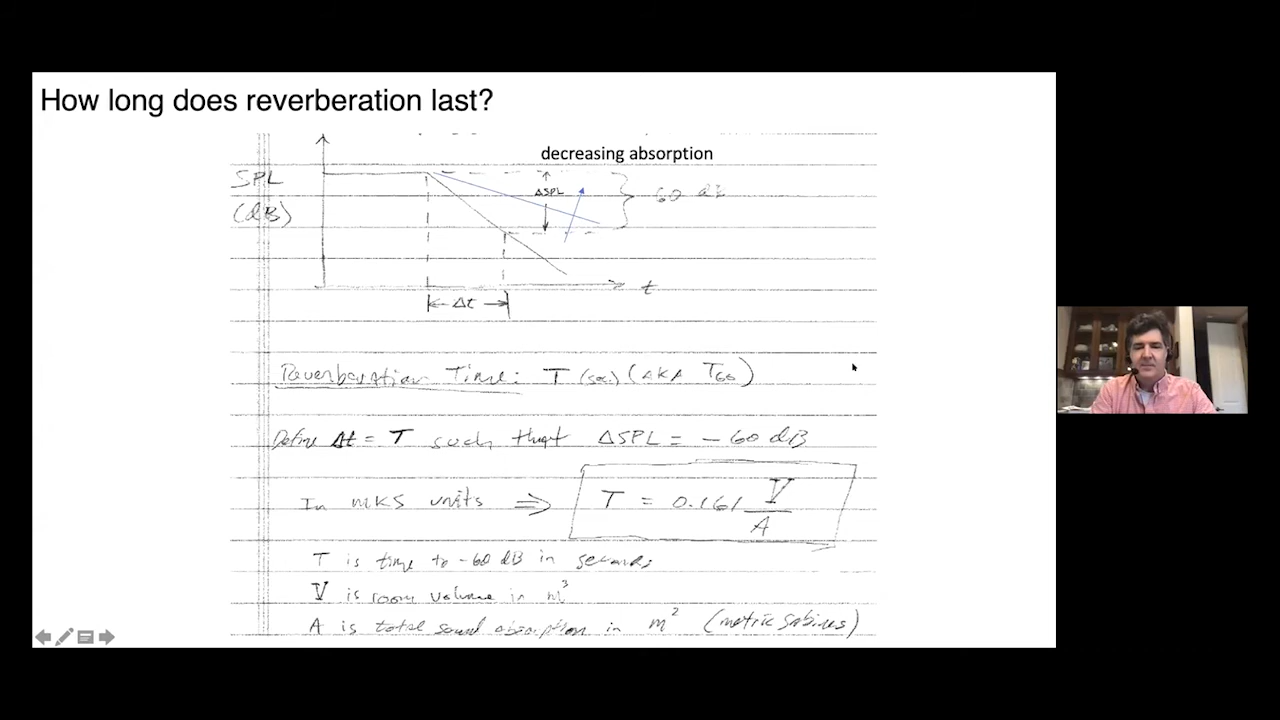 How long does reverberation last?
decreasing absorption
SPL
(dB)
ΔSPL
60 dB
t
Δt
Reverberation Time: T (sec) (AKA T60)
Define Δt = T such that ΔSPL = -60 dB
In MKS units ⇒ T = 0.161 V/A
T is time to -60 dB in seconds
V is room volume in m³
A is total sound absorption in m² (metric Sabines)